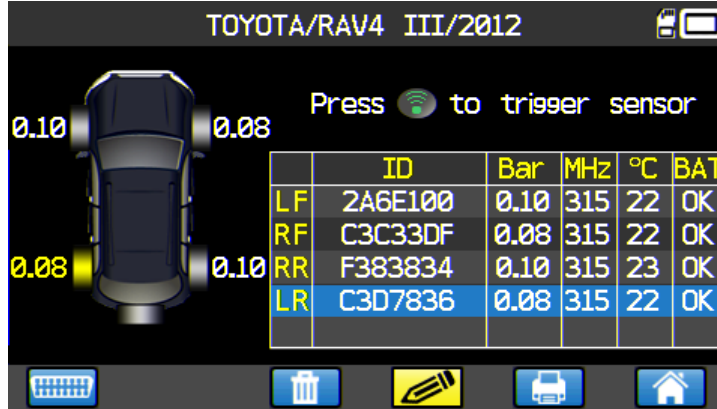 TOYOTA/RAV4 III/2012
Press to trigger sensor
0.10 0.08
0.08 0.10
ID Bar MHz °C BAT
LF 2A6E100 0.10 315 22 OK
RF C3C33DF 0.08 315 22 OK
RR F383834 0.10 315 23 OK
LR C3D7836 0.08 315 22 OK